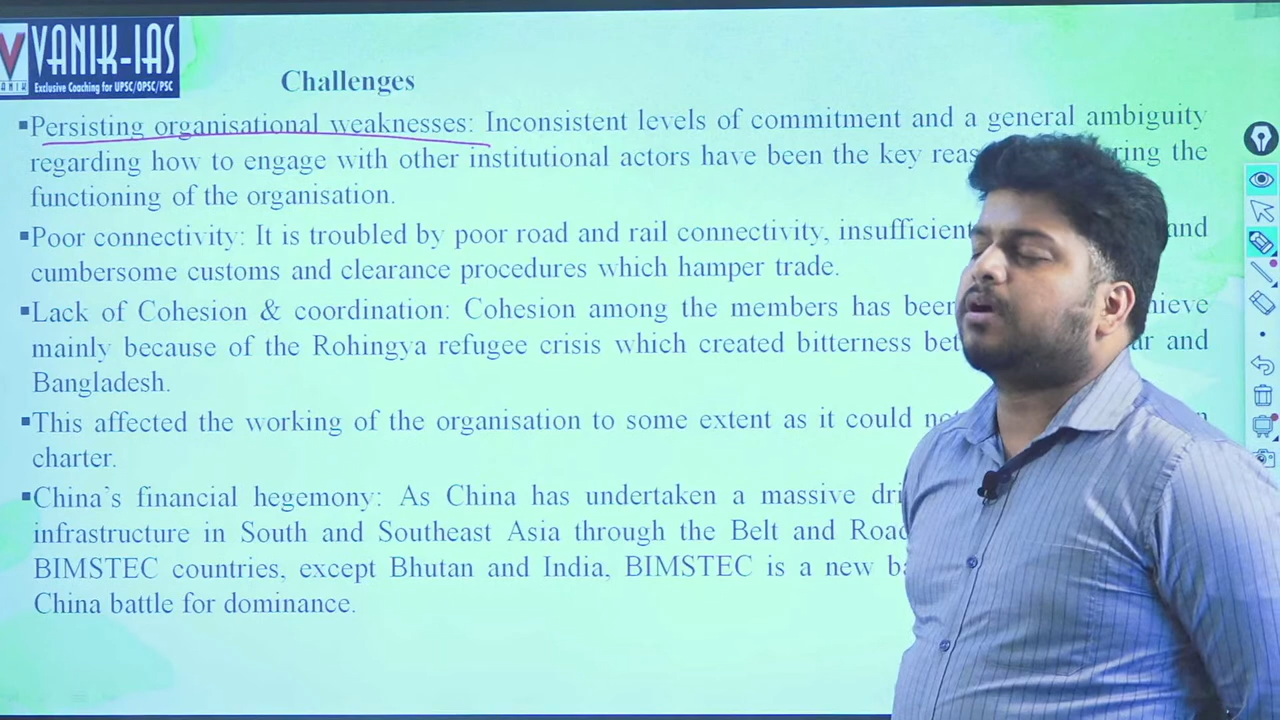 VANIK-IAS
Exclusive Coaching for UPSC/OPSC/PSC
Challenges
▪Persisting organisational weaknesses: Inconsistent levels of commitment and a general ambiguity
regarding how to engage with other institutional actors have been the key the
functioning of the organisation.
▪Poor connectivity: It is troubled by poor road and rail connectivity, insufficient and
cumbersome customs and clearance procedures which hamper trade.
▪Lack of Cohesion & coordination: Cohesion among the members has been
mainly because of the Rohingya refugee crisis which created bitterness and
Bangladesh.
▪This affected the working of the organisation to some extent as it could
charter.
▪China's financial hegemony: As China has undertaken a massive
infrastructure in South and Southeast Asia through the Belt and
BIMSTEC countries, except Bhutan and India, BIMSTEC is a new
China battle for dominance.